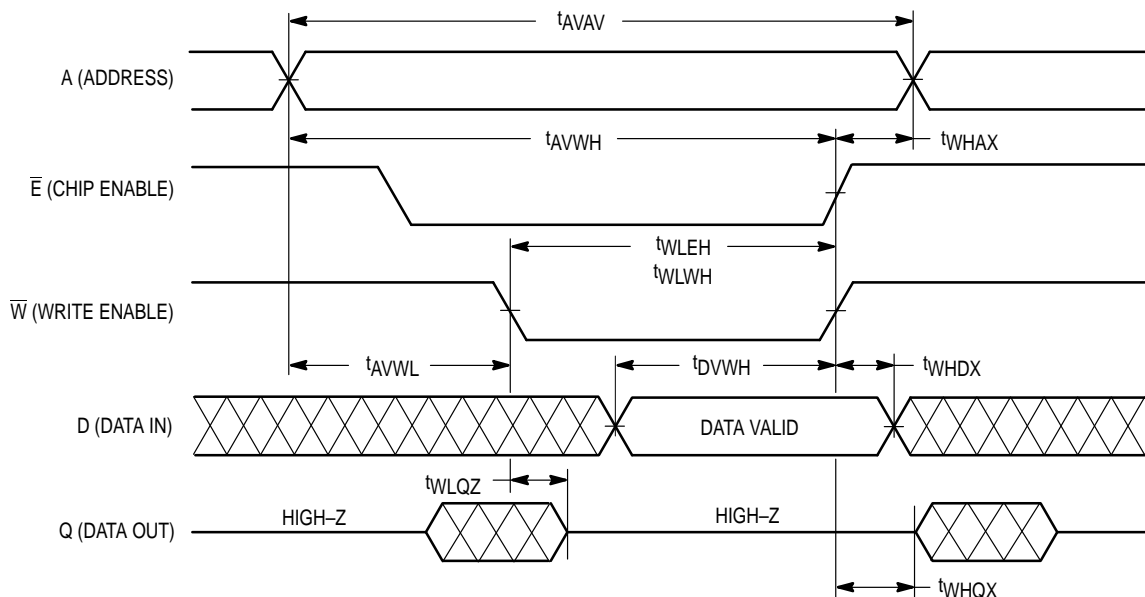 tAVAV
A (ADDRESS)
tAVWH
tWHAX
E (CHIP ENABLE)
tWLEH
tWLWH
W (WRITE ENABLE)
tAVWL
tDVWH
tWHDX
D (DATA IN)
DATA VALID
tWLQZ
Q (DATA OUT)
HIGH–Z
HIGH–Z
tWHQX